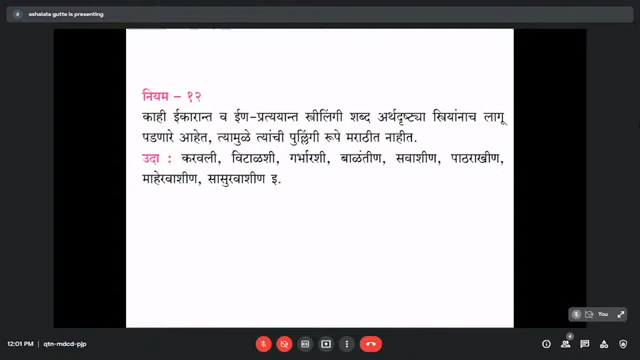 ashalata gutte is presenting
नियम – १२
काही ईकारान्त व ईण-प्रत्ययान्त स्त्रीलिंगी शब्द अर्थदृष्ट्या स्त्रियांनाच लागू
पडणारे आहेत, त्यामुळे त्यांची पुल्लिंगी रूपे मराठीत नाहीत.
उदा : करवली, विटाळशी, गर्भारशी, बाळंतीण, सवाशीण, पाठराखीण,
माहेरवाशीण, सासुरवाशीण इ.
You
12:01 PM | qtn-mdcd-pjp